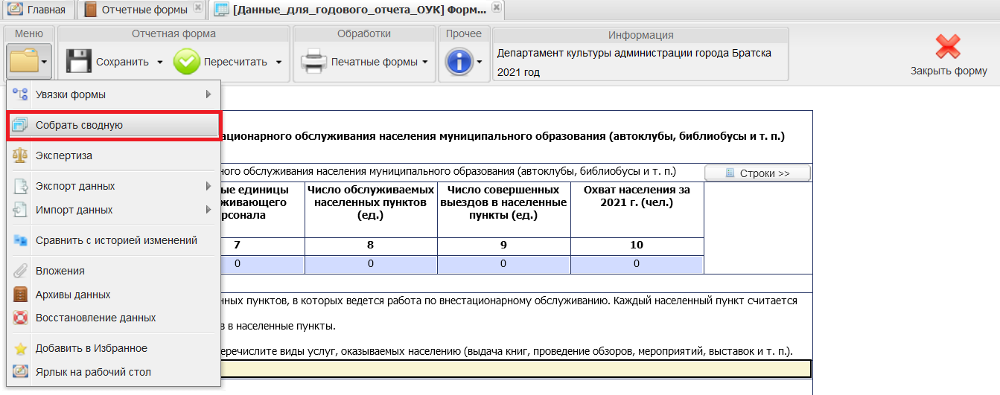 Главная
Отчетные формы
[Данные_для_годового_отчета_ОУК] Форм...
Меню
Отчетная форма
Обработки
Прочее
Информация
Сохранить
Пересчитать
Печатные формы
Департамент культуры администрации города Братска
2021 год
Закрыть форму
Увязки формы
Собрать сводную
Экспертиза
Экспорт данных
Импорт данных
Сравнить с историей изменений
Вложения
Архивы данных
Восстановление данных
Добавить в Избранное
Ярлык на рабочий стол
ационарного обслуживания населения муниципального образования (автоклубы, библиобусы и т. п.)
ного обслуживания населения муниципального образования (автоклубы, библиобусы и т. п.)
Строки >>
ые единицы
живающего
рсонала
Число обслуживаемых
населенных пунктов
(ед.)
Число совершенных
выездов в населенные
пункты (ед.)
Охват населения за
2021 г. (чел.)
7 8 9 10
0 0 0 0
нных пунктов, в которых ведется работа по внестационарному обслуживанию. Каждый населенный пункт считается
в в населенные пункты.
еречислите виды услуг, оказываемых населению (выдача книг, проведение обзоров, мероприятий, выставок и т. п.).